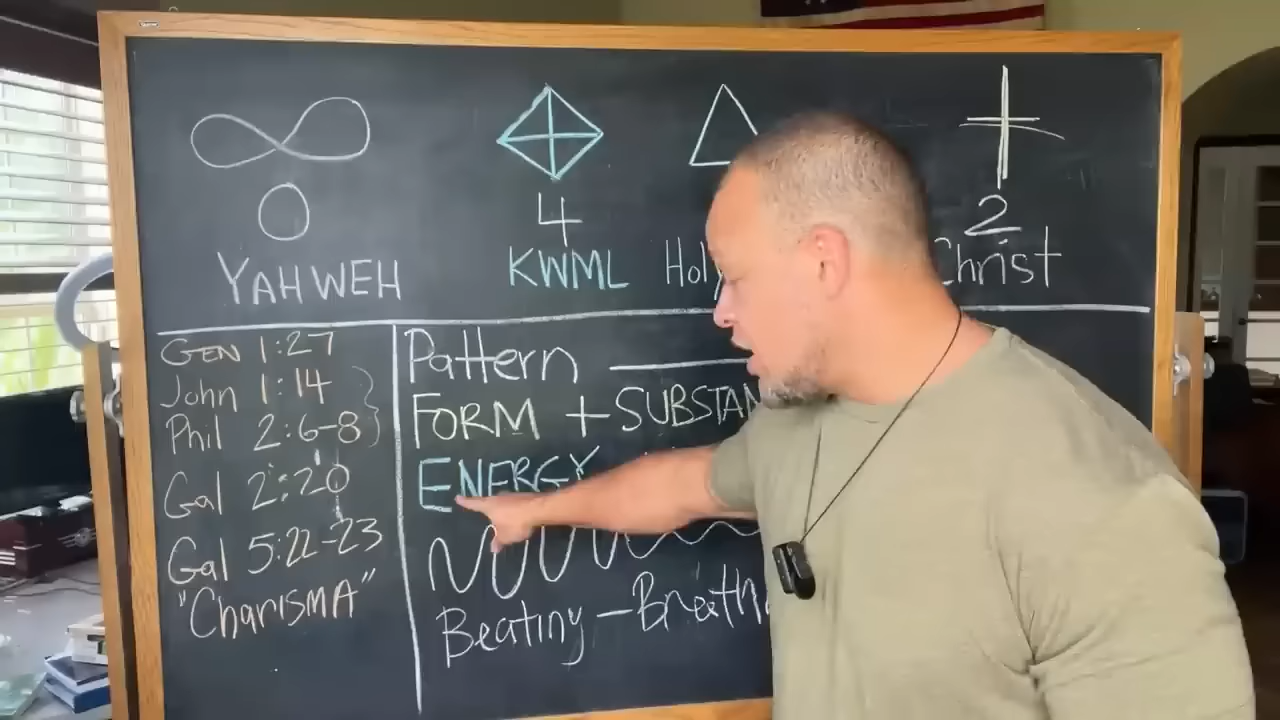 0
4
2
YAHWEH
KWML
Holy
Christ
GEN 1:27
John 1:14
Phil 2:6-8
Gal 2:20
Gal 5:22-23
"CharismA"
Pattern
FORM + SUBSTAN
ENERGY
Beating - Breath